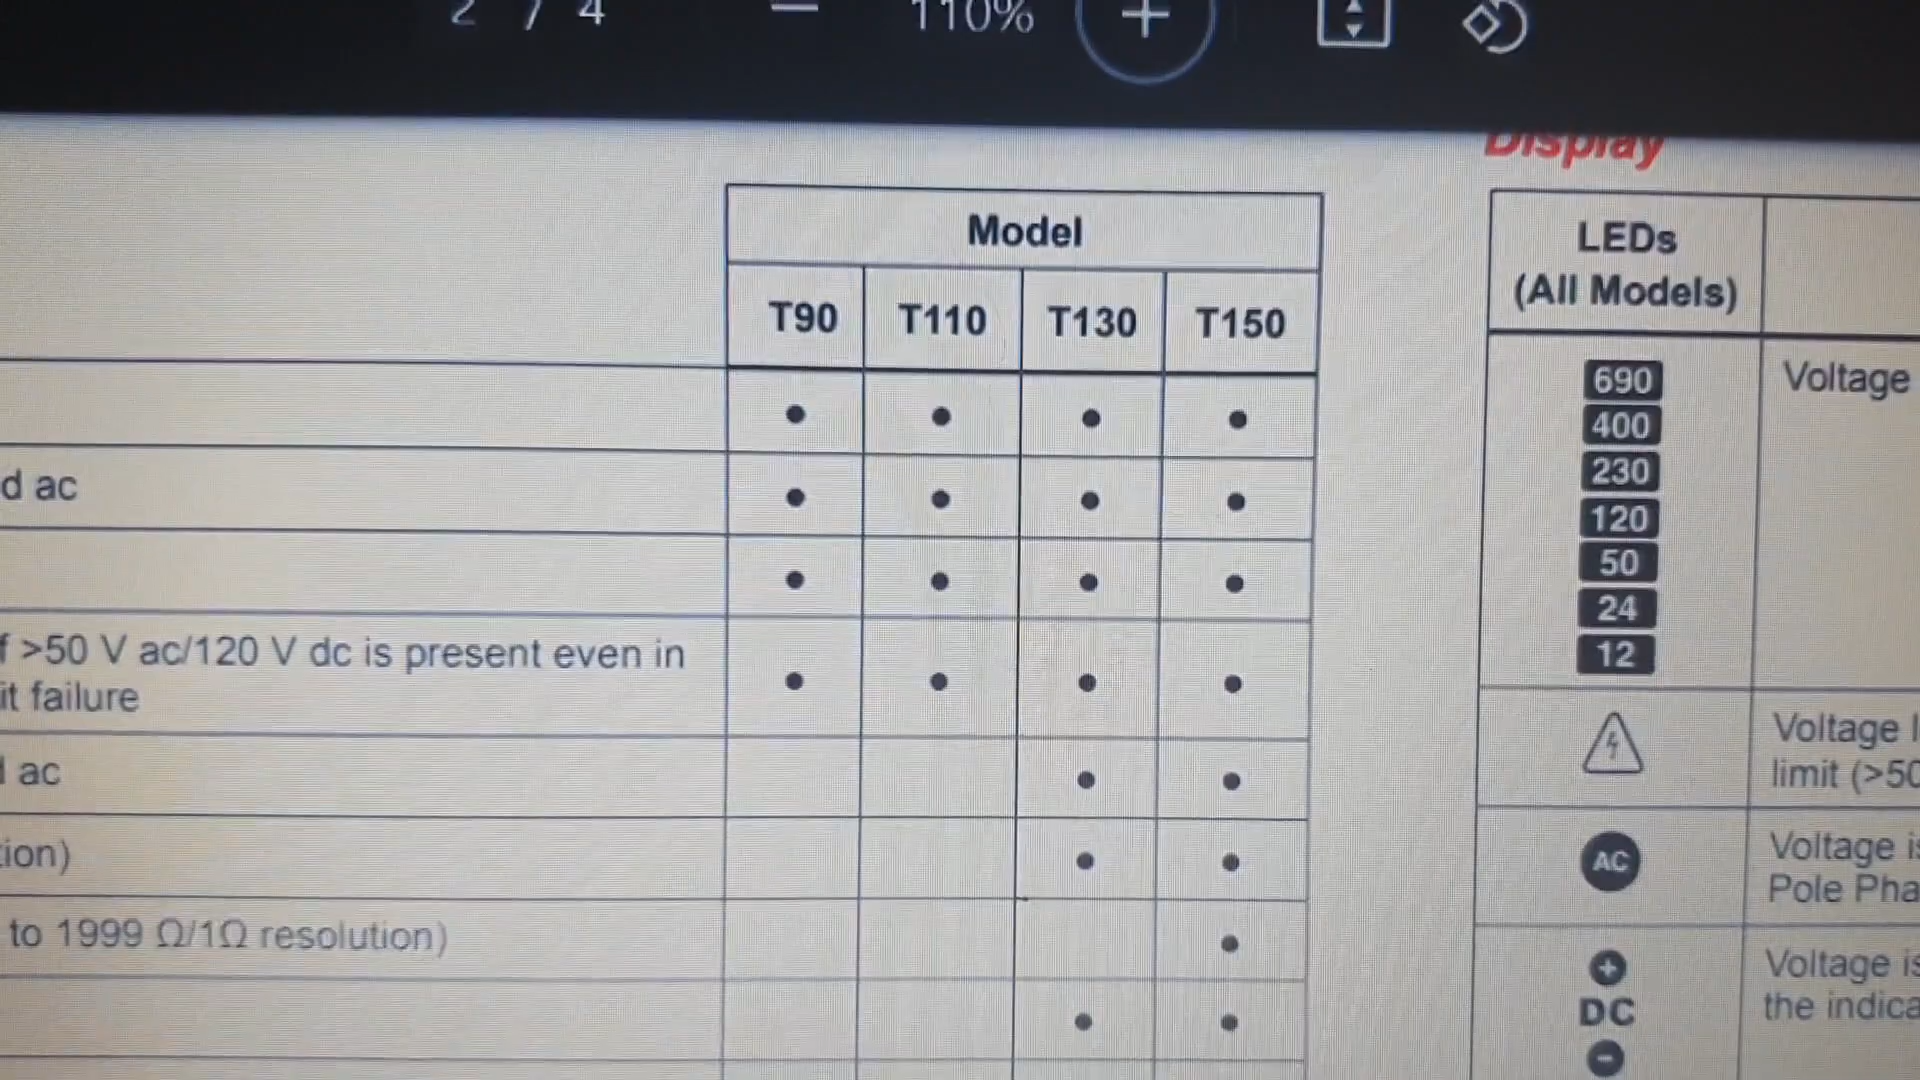 2 / 4
110%
Display
Model
T90 T110 T130 T150
d ac
f >50 V ac/120 V dc is present even in
it failure
ac
ion)
to 1999 Ω/1Ω resolution)
LEDs
(All Models)
690
400
230
120
50
24
12
Voltage
Voltage
limit (>50
AC
Voltage is
Pole Pha
+
DC
-
Voltage is
the indica